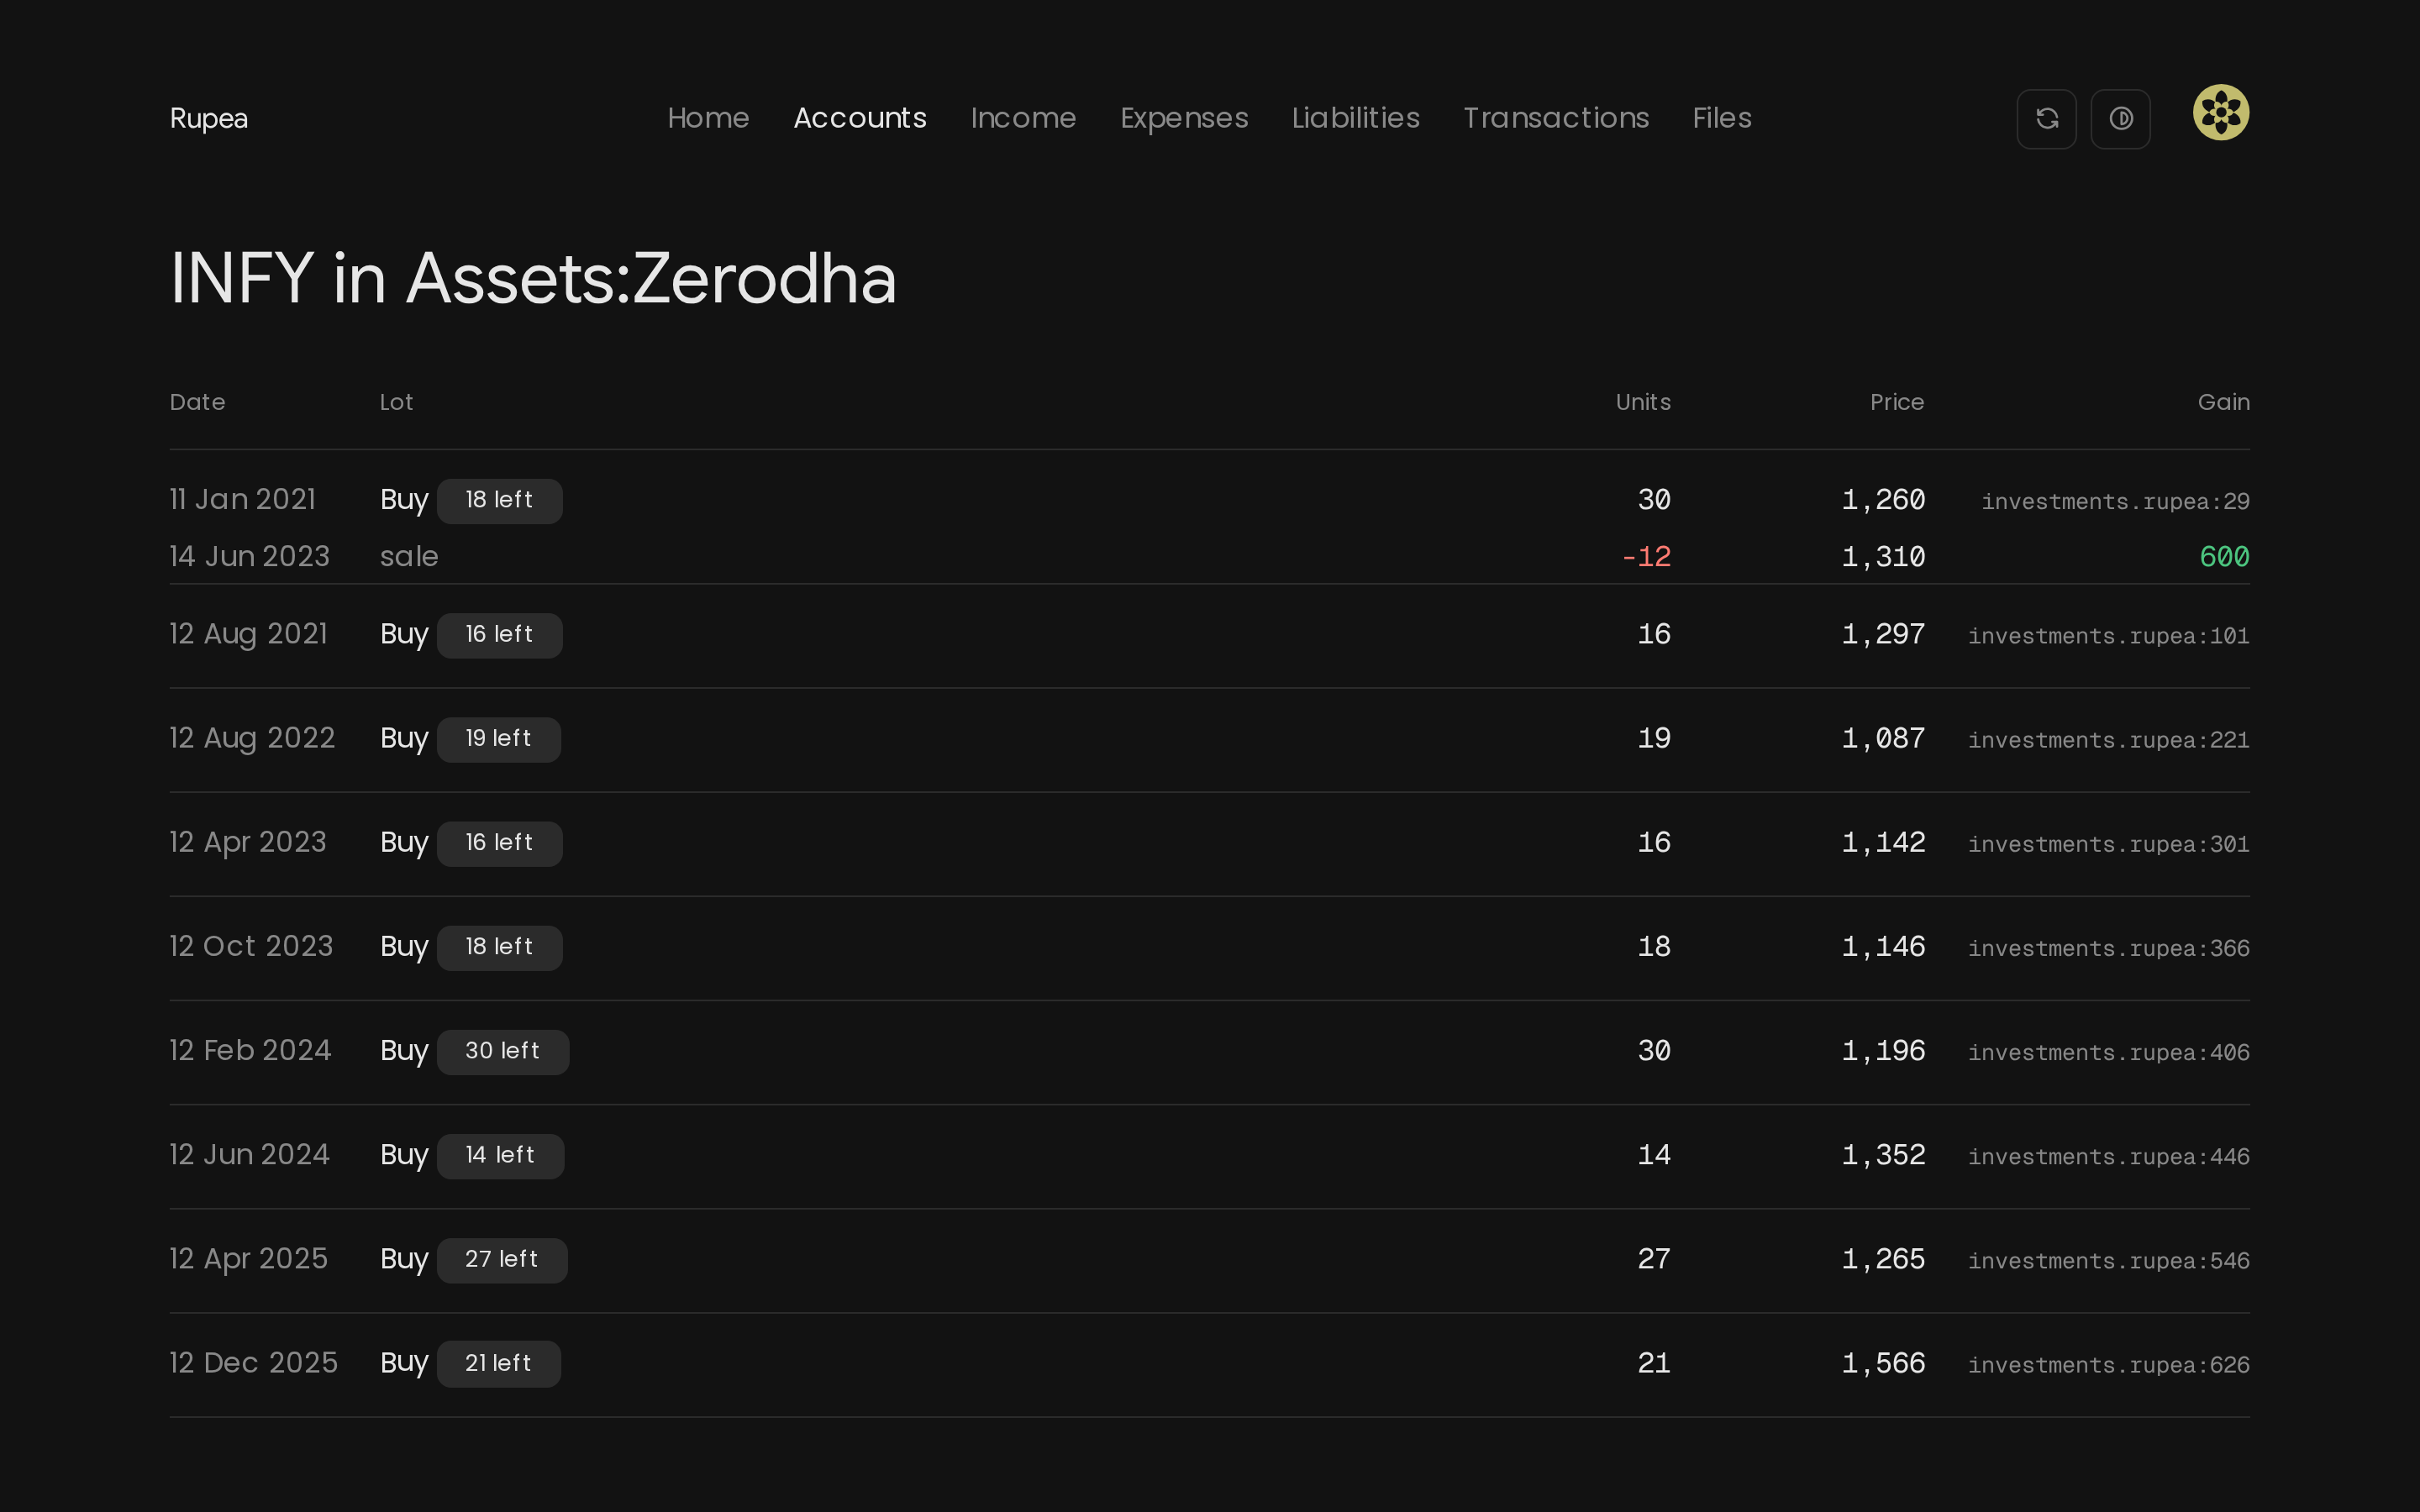 Rupea Home Accounts Income Expenses Liabilities Transactions Files
INFY in Assets:Zerodha
Date Lot Units Price Gain
11 Jan 2021 Buy 18 left 30 1,260 investments.rupea:29
14 Jun 2023 sale -12 1,310 600
12 Aug 2021 Buy 16 left 16 1,297 investments.rupea:101
12 Aug 2022 Buy 19 left 19 1,087 investments.rupea:221
12 Apr 2023 Buy 16 left 16 1,142 investments.rupea:301
12 Oct 2023 Buy 18 left 18 1,146 investments.rupea:366
12 Feb 2024 Buy 30 left 30 1,196 investments.rupea:406
12 Jun 2024 Buy 14 left 14 1,352 investments.rupea:446
12 Apr 2025 Buy 27 left 27 1,265 investments.rupea:546
12 Dec 2025 Buy 21 left 21 1,566 investments.rupea:626